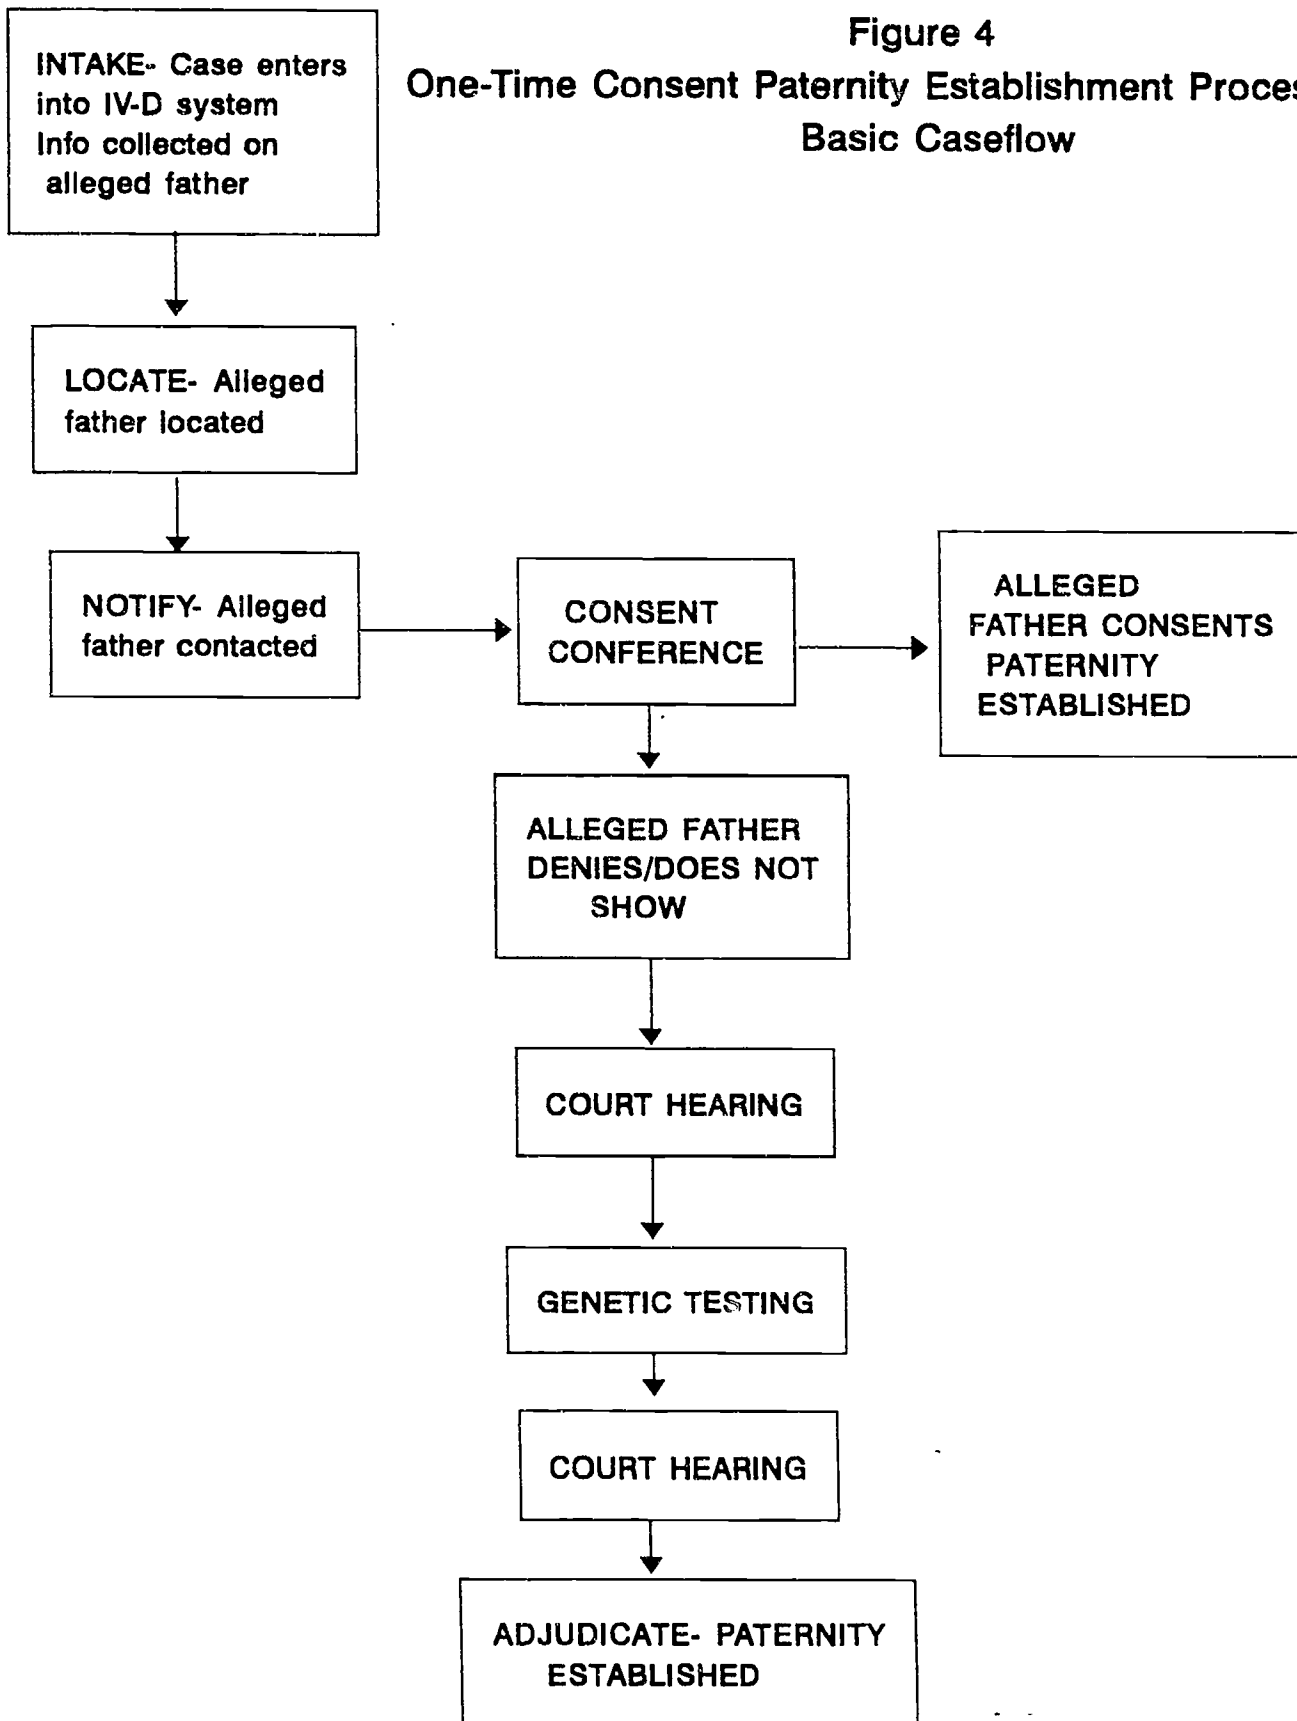 Figure 4
One-Time Consent Paternity Establishment Proces
Basic Caseflow
INTAKE- Case enters
into IV-D system
Info collected on
alleged father
LOCATE- Alleged
father located
NOTIFY- Alleged
father contacted
CONSENT
CONFERENCE
ALLEGED
FATHER CONSENTS
PATERNITY
ESTABLISHED
ALLEGED FATHER
DENIES/DOES NOT
SHOW
COURT HEARING
GENETIC TESTING
COURT HEARING
ADJUDICATE- PATERNITY
ESTABLISHED